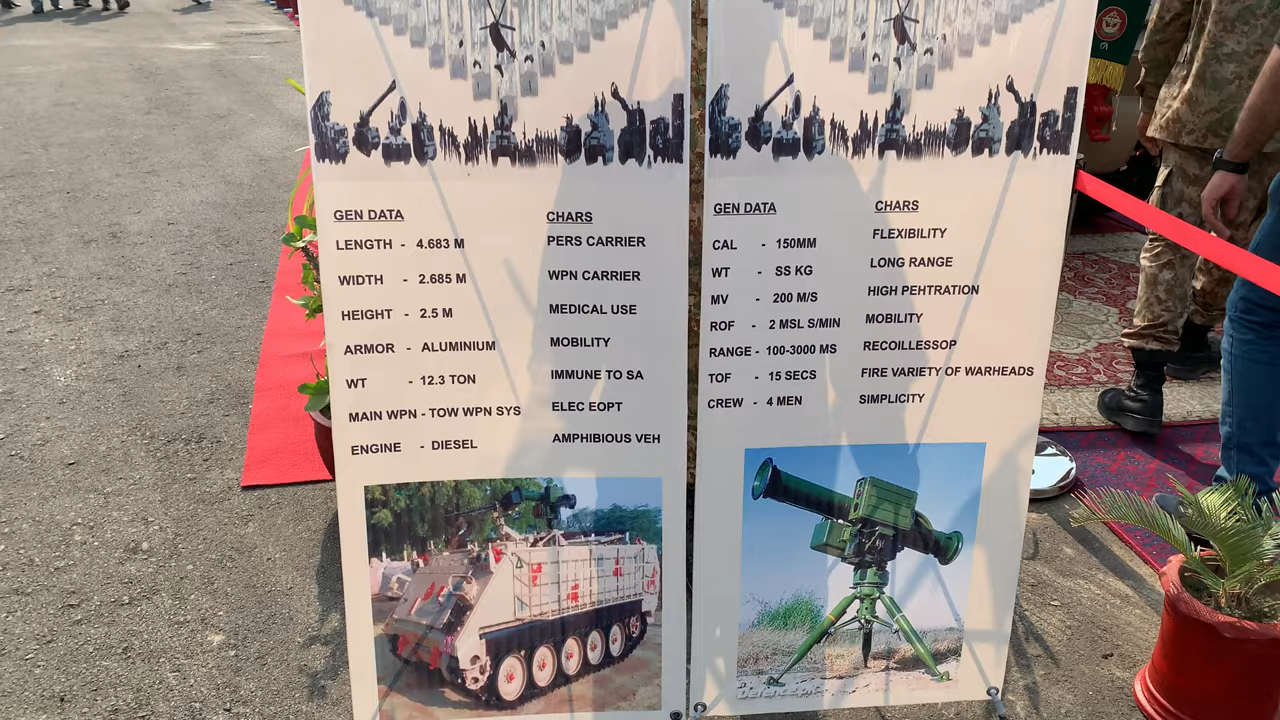 GEN DATA
LENGTH - 4.683 M
WIDTH - 2.685 M
HEIGHT - 2.5 M
ARMOR - ALUMINIUM
WT - 12.3 TON
MAIN WPN - TOW WPN SYS
ENGINE - DIESEL
CHARS
PERS CARRIER
WPN CARRIER
MEDICAL USE
MOBILITY
IMMUNE TO SA
ELEC EOPT
AMPHIBIOUS VEH
GEN DATA
CAL - 150MM
WT - SS KG
MV - 200 M/S
ROF - 2 MSL S/MIN
RANGE - 100-3000 MS
TOF - 15 SECS
CREW - 4 MEN
CHARS
FLEXIBILITY
LONG RANGE
HIGH PEHTRATION
MOBILITY
RECOILLESSOP
FIRE VARIETY OF WARHEADS
SIMPLICITY